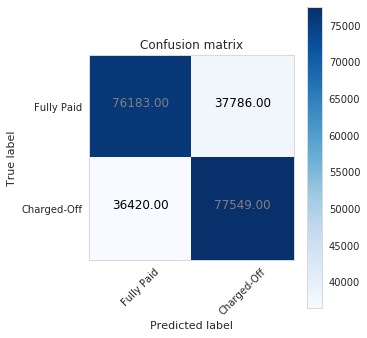 Confusion matrix
True label
Fully Paid
76183.00 37786.00
Charged-Off
36420.00 77549.00
Fully Paid
Charged-Off
Predicted label
75000
70000
65000
60000
55000
50000
45000
40000